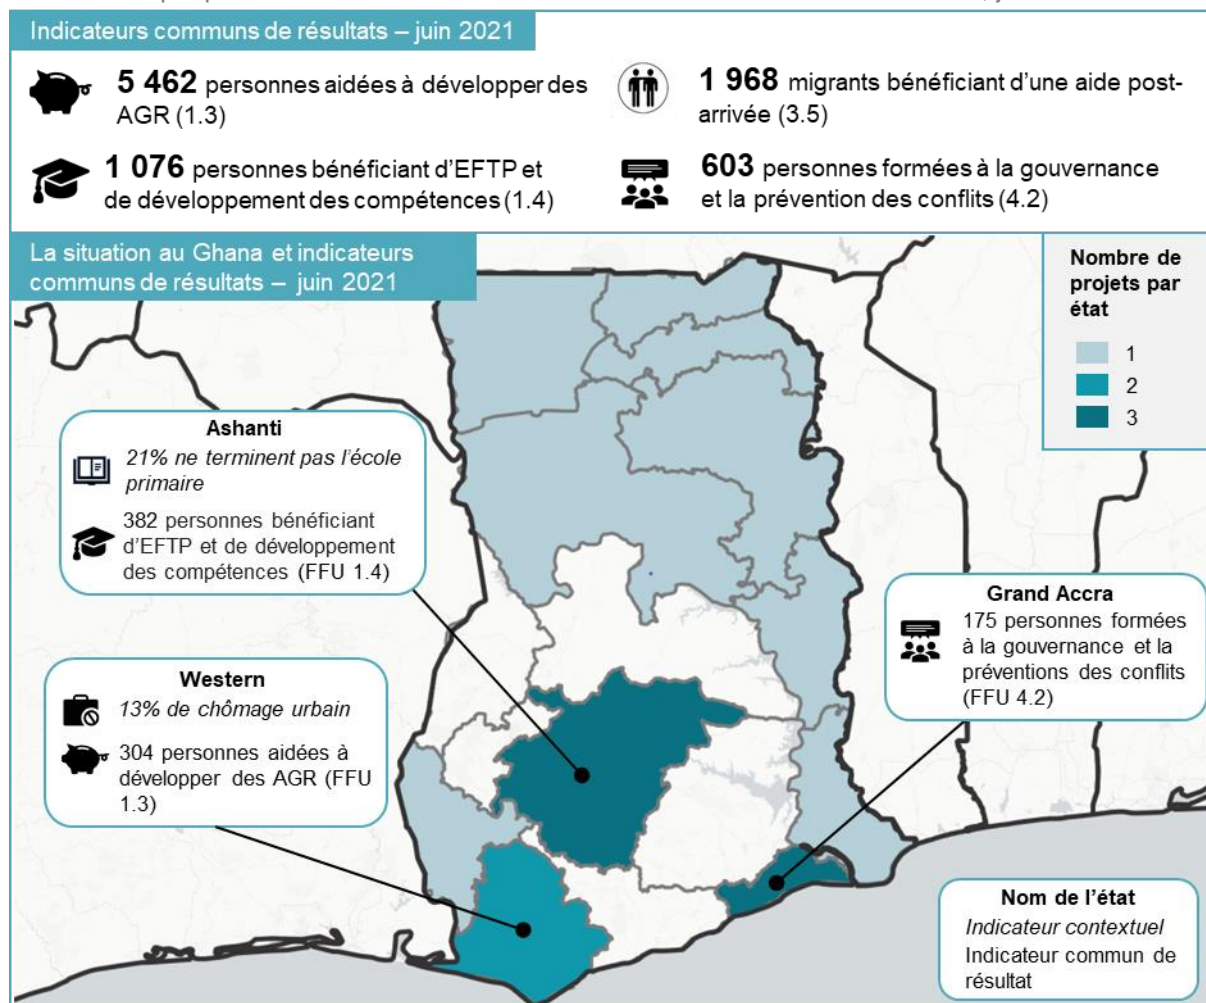 Indicateurs communs de résultats – juin 2021
5 462 personnes aidées à développer des
AGR (1.3)
1 968 migrants bénéficiant d'une aide post-
arrivée (3.5)
1 076 personnes bénéficiant d'EFTP et
de développement des compétences (1.4)
603 personnes formées à la gouvernance
et la prévention des conflits (4.2)
La situation au Ghana et indicateurs
communs de résultats – juin 2021
Nombre de
projets par
état
1
2
3
Ashanti
21% ne terminent pas l'école
primaire
382 personnes bénéficiant
d'EFTP et de développement
des compétences (FFU 1.4)
Grand Accra
175 personnes formées
à la gouvernance et la
préventions des conflits
(FFU 4.2)
Western
13% de chômage urbain
304 personnes aidées à
développer des AGR (FFU
1.3)
Nom de l'état
Indicateur contextuel
Indicateur commun de
résultat